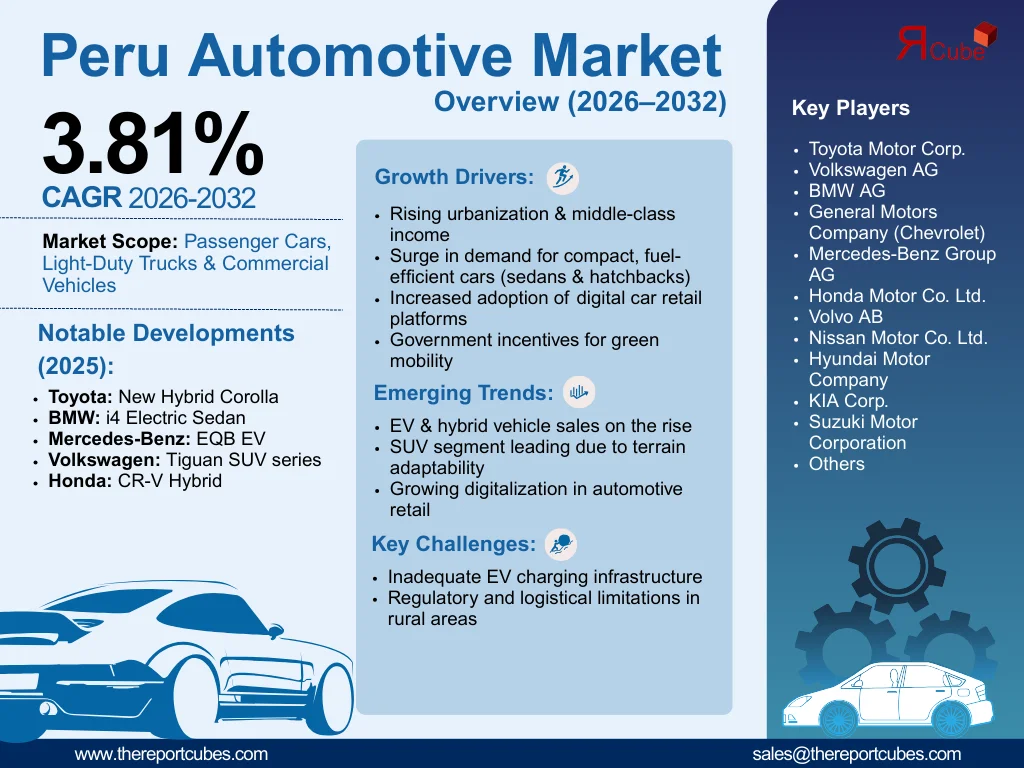 Peru Automotive Market
Overview (2026–2032)
3.81%
CAGR 2026-2032
Market Scope: Passenger Cars,
Light-Duty Trucks & Commercial
Vehicles
Notable Developments
(2025):
• Toyota: New Hybrid Corolla
• BMW: i4 Electric Sedan
• Mercedes-Benz: EQB EV
• Volkswagen: Tiguan SUV series
• Honda: CR-V Hybrid
Growth Drivers:
• Rising urbanization & middle-class
income
• Surge in demand for compact, fuel-
efficient cars (sedans & hatchbacks)
• Increased adoption of digital car retail
platforms
• Government incentives for green
mobility
Emerging Trends:
• EV & hybrid vehicle sales on the rise
• SUV segment leading due to terrain
adaptability
• Growing digitalization in automotive
retail
Key Challenges:
• Inadequate EV charging infrastructure
• Regulatory and logistical limitations in
rural areas
ЯCube
Key Players
• Toyota Motor Corp.
• Volkswagen AG
• BMW AG
• General Motors
Company (Chevrolet)
• Mercedes-Benz Group
AG
• Honda Motor Co. Ltd.
• Volvo AB
• Nissan Motor Co. Ltd.
• Hyundai Motor
Company
• KIA Corp.
• Suzuki Motor
Corporation
• Others
www.thereportcubes.com
sales@thereportcubes.com